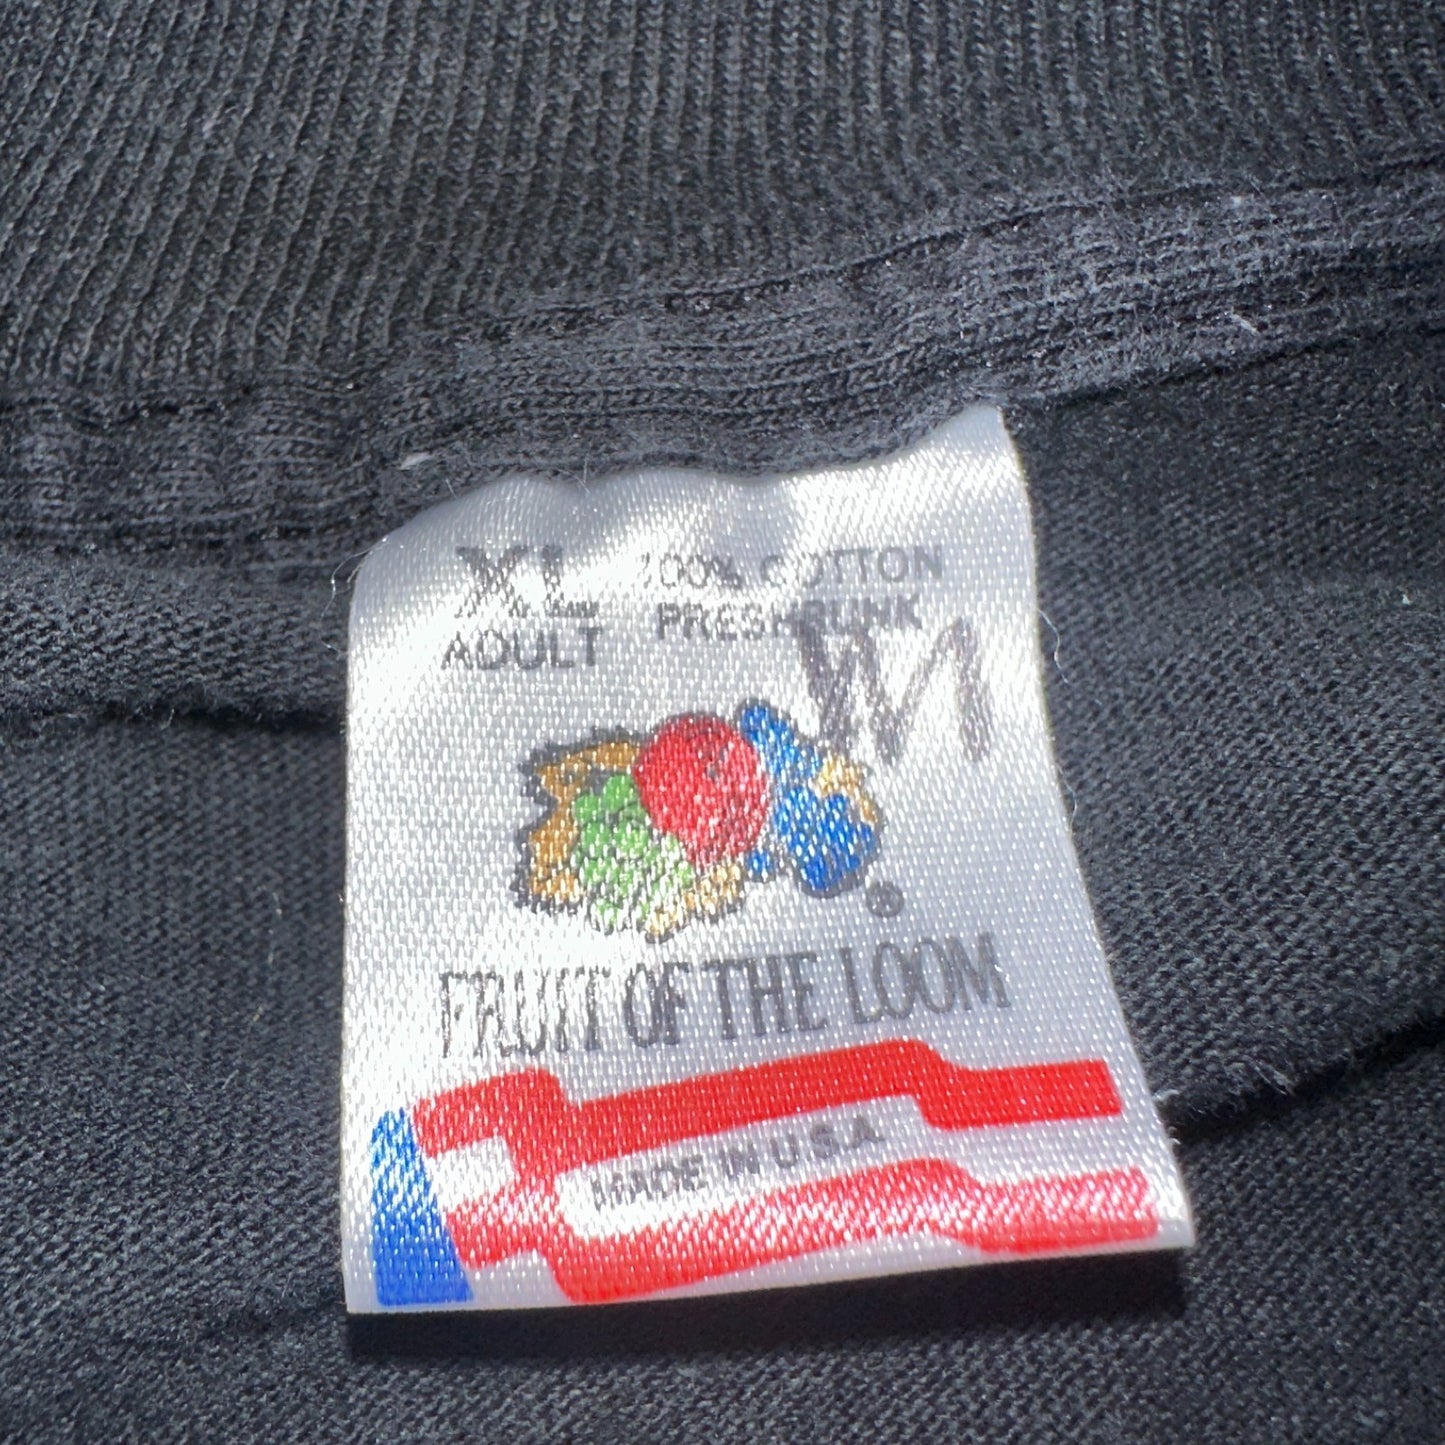 XL
ADULT
100% COTTON
PRESHRUNK
®
FRUIT OF THE LOOM
MADE IN U.S.A